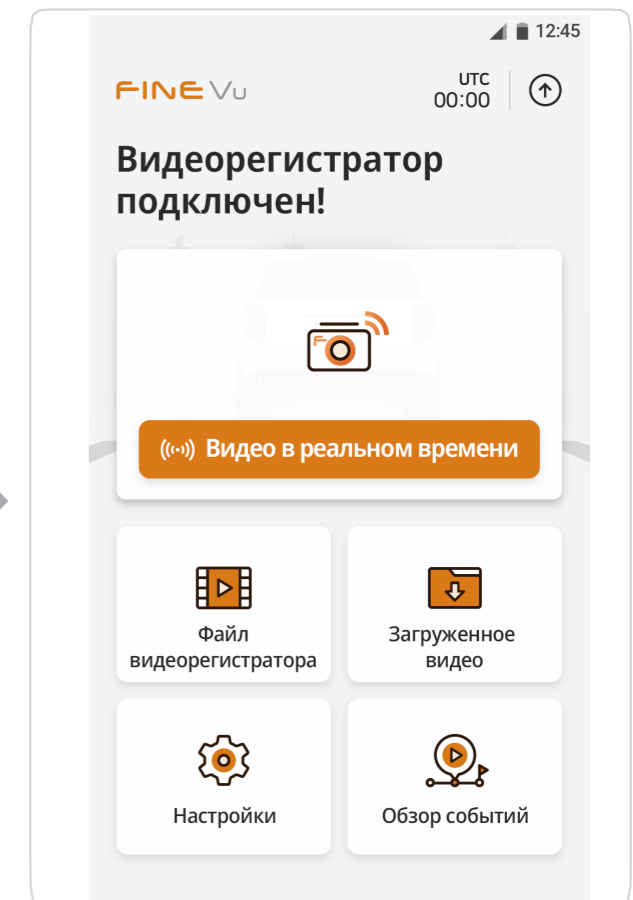 12:45
FINE Vu
UTC
00:00
Видеорегистратор
подключен!
F
Видео в реальном времени
Файл
видеорегистратора
Загруженное
видео
Настройки
Обзор событий